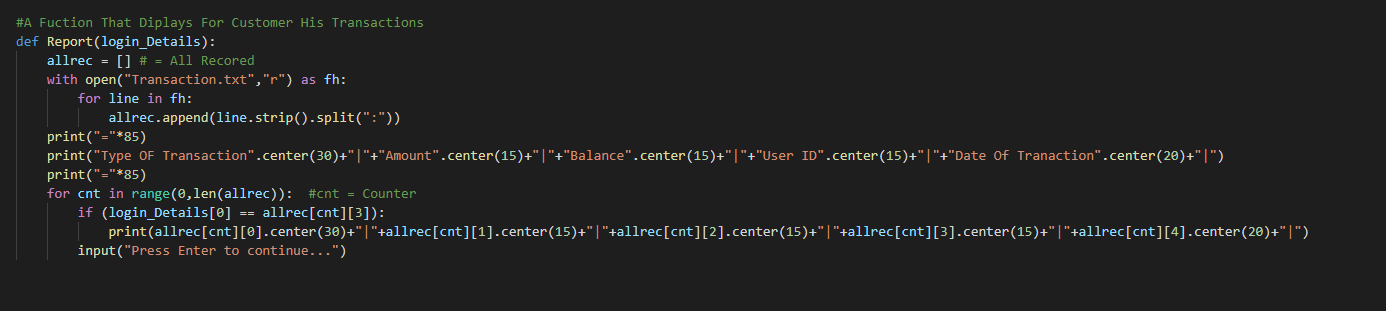 #A Fuction That Diplays For Customer His Transactions
def Report(login_Details):
    allrec = [] # = All Recored
    with open("Transaction.txt","r") as fh:
        for line in fh:
            allrec.append(line.strip().split(":"))
    print("="*85)
    print("Type OF Transaction".center(30)+"|"+"Amount".center(15)+"|"+"Balance".center(15)+"|"+"User ID".center(15)+"|"+"Date Of Tranaction".center(20)+"|")
    print("="*85)
    for cnt in range(0,len(allrec)):  #cnt = Counter
        if (login_Details[0] == allrec[cnt][3]):
            print(allrec[cnt][0].center(30)+"|"+allrec[cnt][1].center(15)+"|"+allrec[cnt][2].center(15)+"|"+allrec[cnt][3].center(15)+"|"+allrec[cnt][4].center(20)+"|")
        input("Press Enter to continue...")